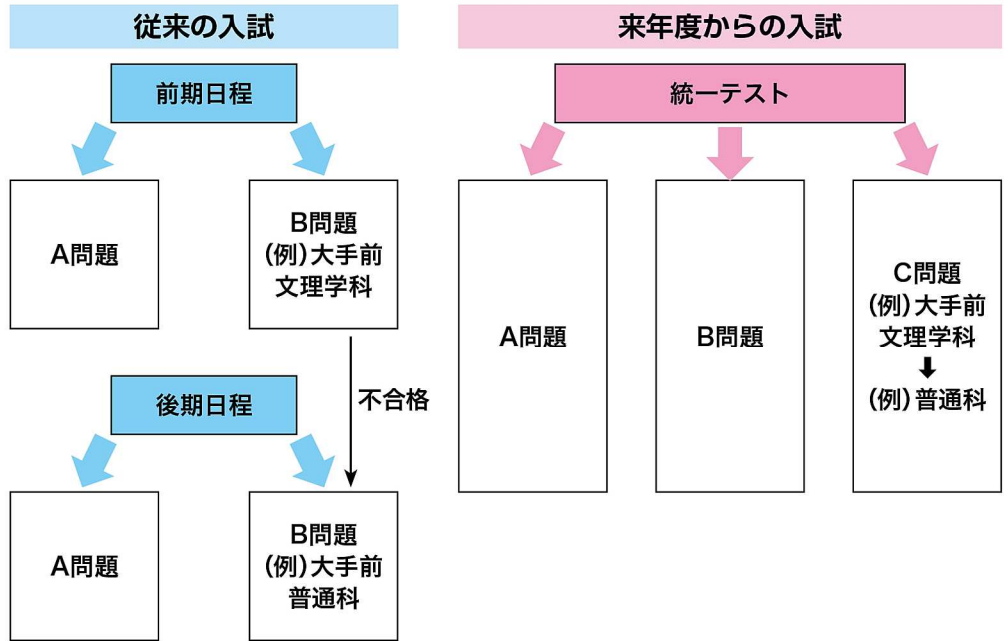 従来の入試
前期日程
A問題
B問題
(例)大手前
文理学科
不合格
後期日程
A問題
B問題
(例)大手前
普通科
来年度からの入試
統一テスト
A問題
B問題
C問題
(例)大手前
文理学科
(例)普通科